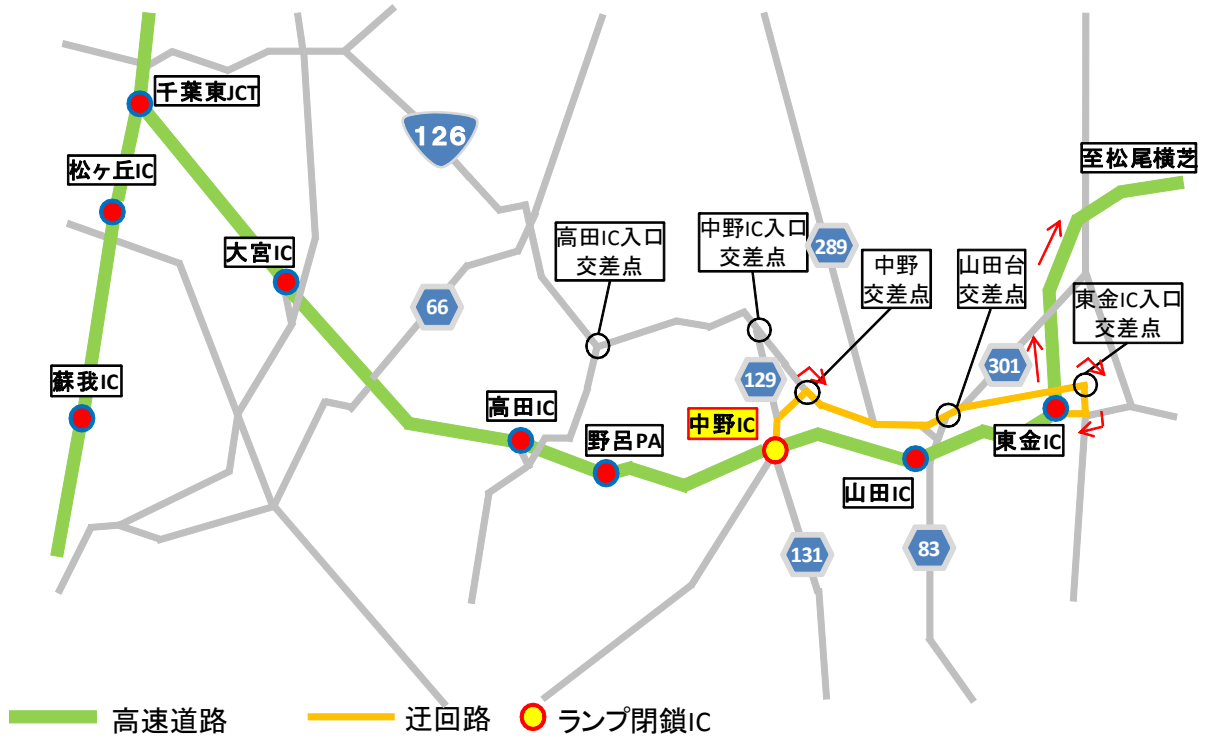 千葉東JCT
126
松ヶ丘IC
至松尾横芝
大宮IC
高田IC入口
交差点
中野IC入口
交差点
289
中野
交差点
山田台
交差点
東金IC入口
交差点
66
蘇我IC
129
301
高田IC
中野IC
野呂PA
東金IC
山田IC
131
83
高速道路
迂回路
ランプ閉鎖IC